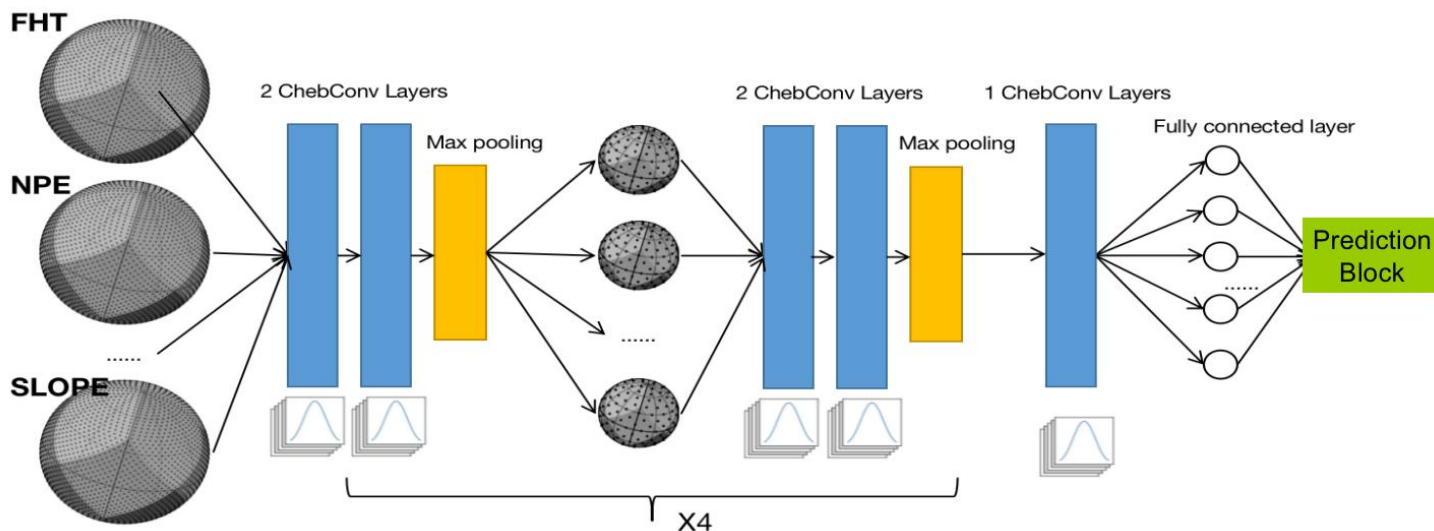 FHT
NPE
......
SLOPE
2 ChebConv Layers
Max pooling
......
2 ChebConv Layers
Max pooling
1 ChebConv Layers
Fully connected layer
......
Prediction
Block
X4